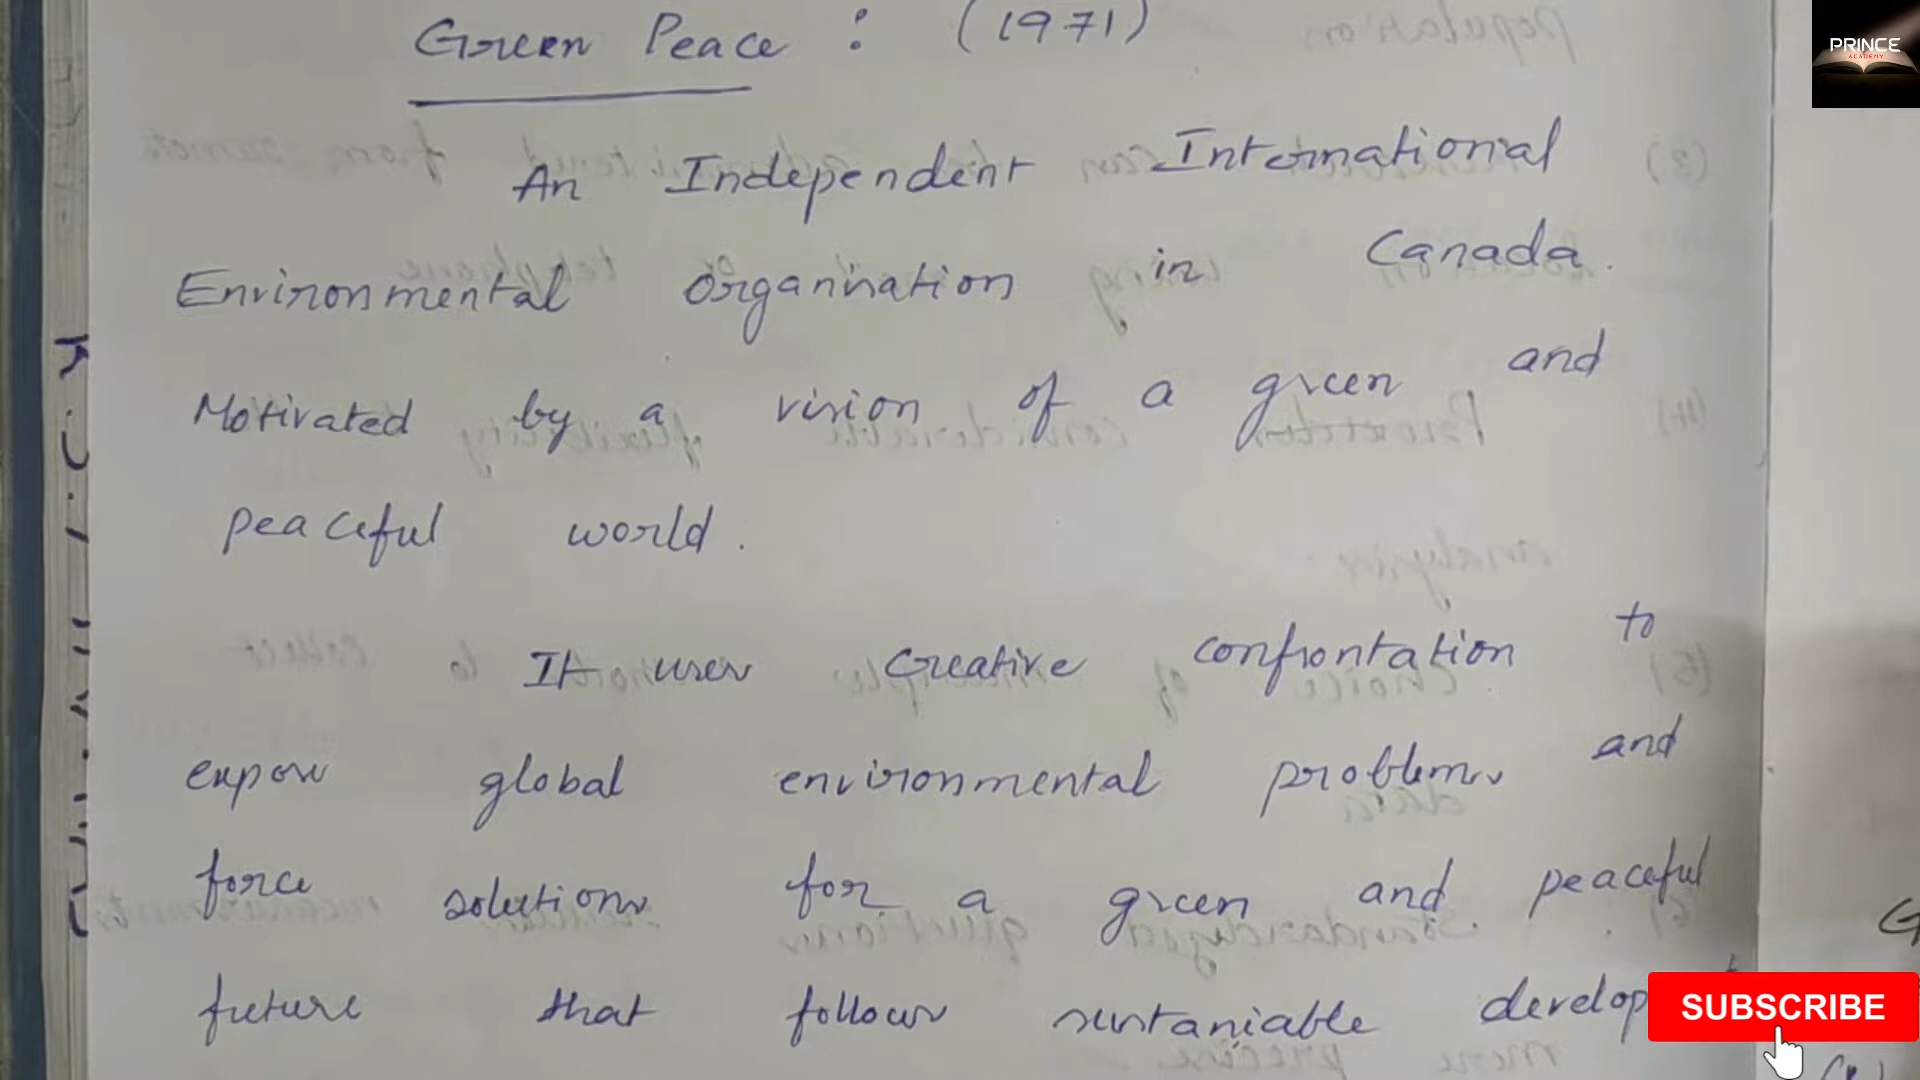 Green Peace : (1971)
PRINCE
ACADEMY
An Independent International
Environmental Organisation in Canada.
Motivated by a vision of a green and
peaceful world.
It uses creative confrontation to
expose global environmental problems and
force solutions for a green and peaceful
future that follows sustaniable develop
SUBSCRIBE